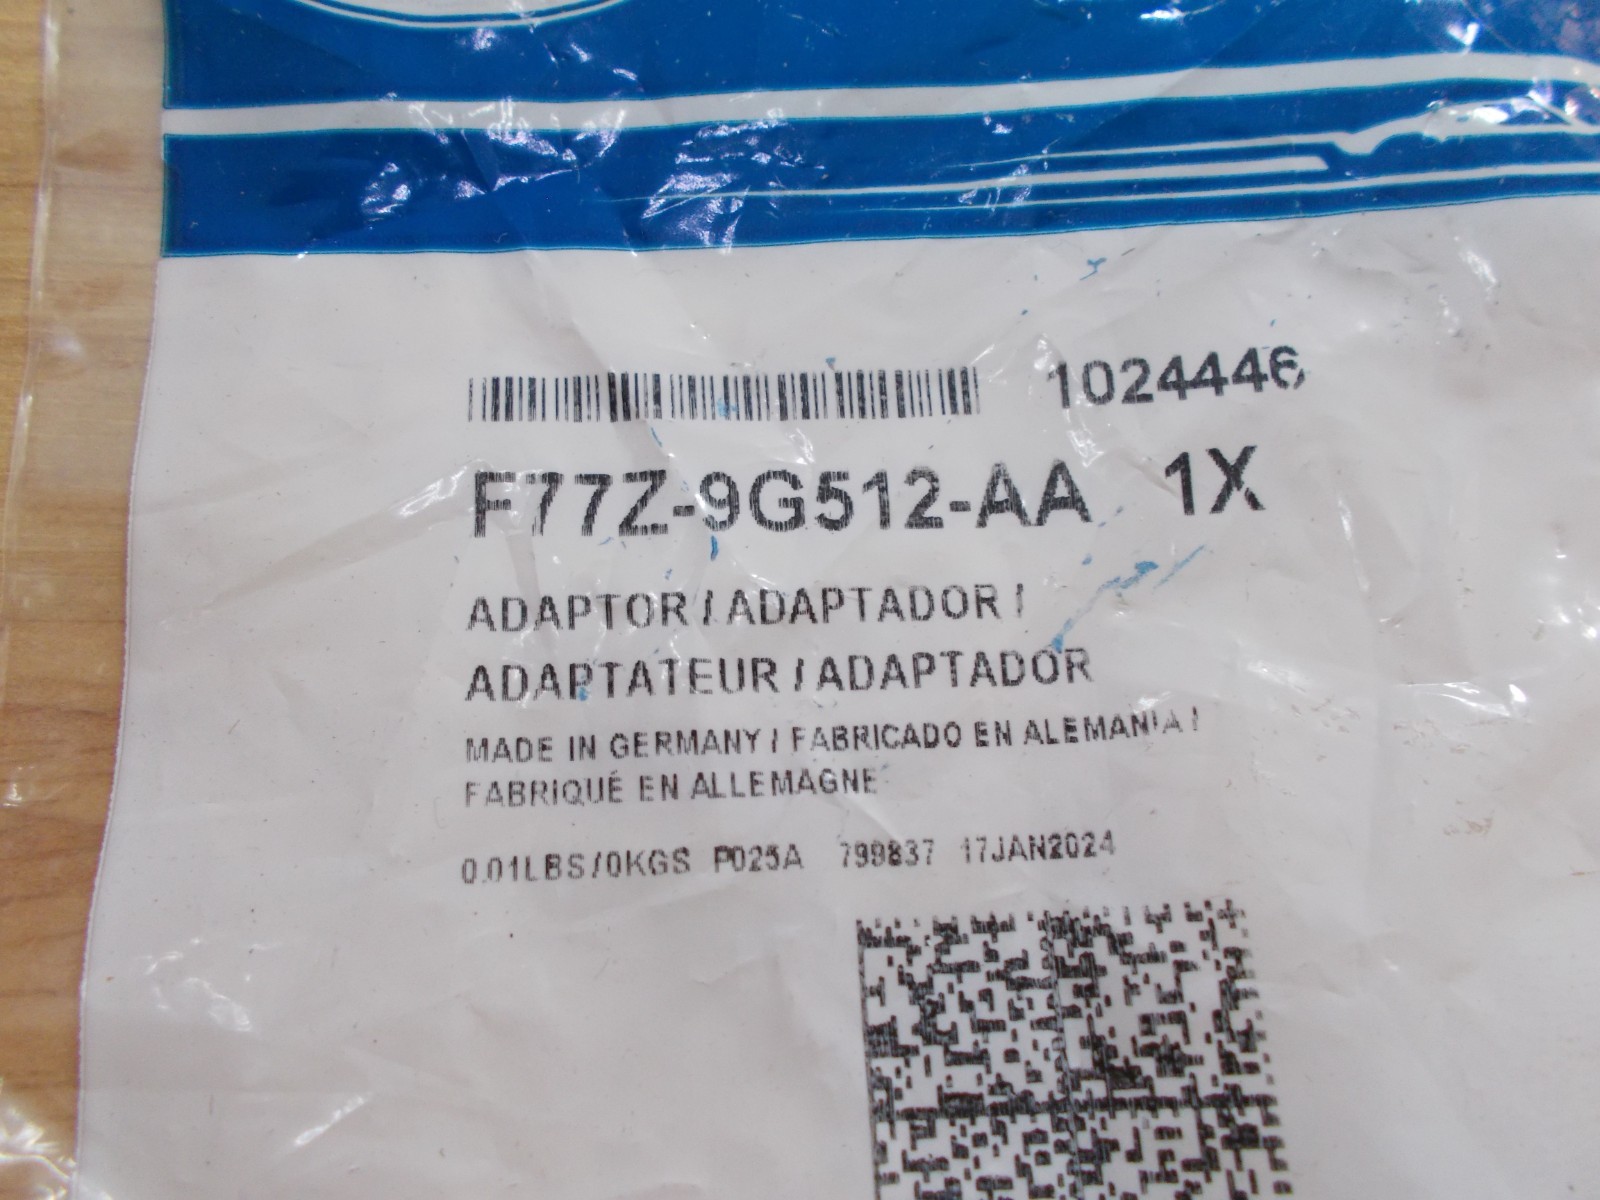 1024446
F77Z-9G512-AA 1X
ADAPTOR / ADAPTADOR /
ADAPTATEUR / ADAPTADOR
MADE IN GERMANY / FABRICADO EN ALEMANIA /
FABRIQUÉ EN ALLEMAGNE
0.01LBS/0KGS P025A 799837 17JAN2024